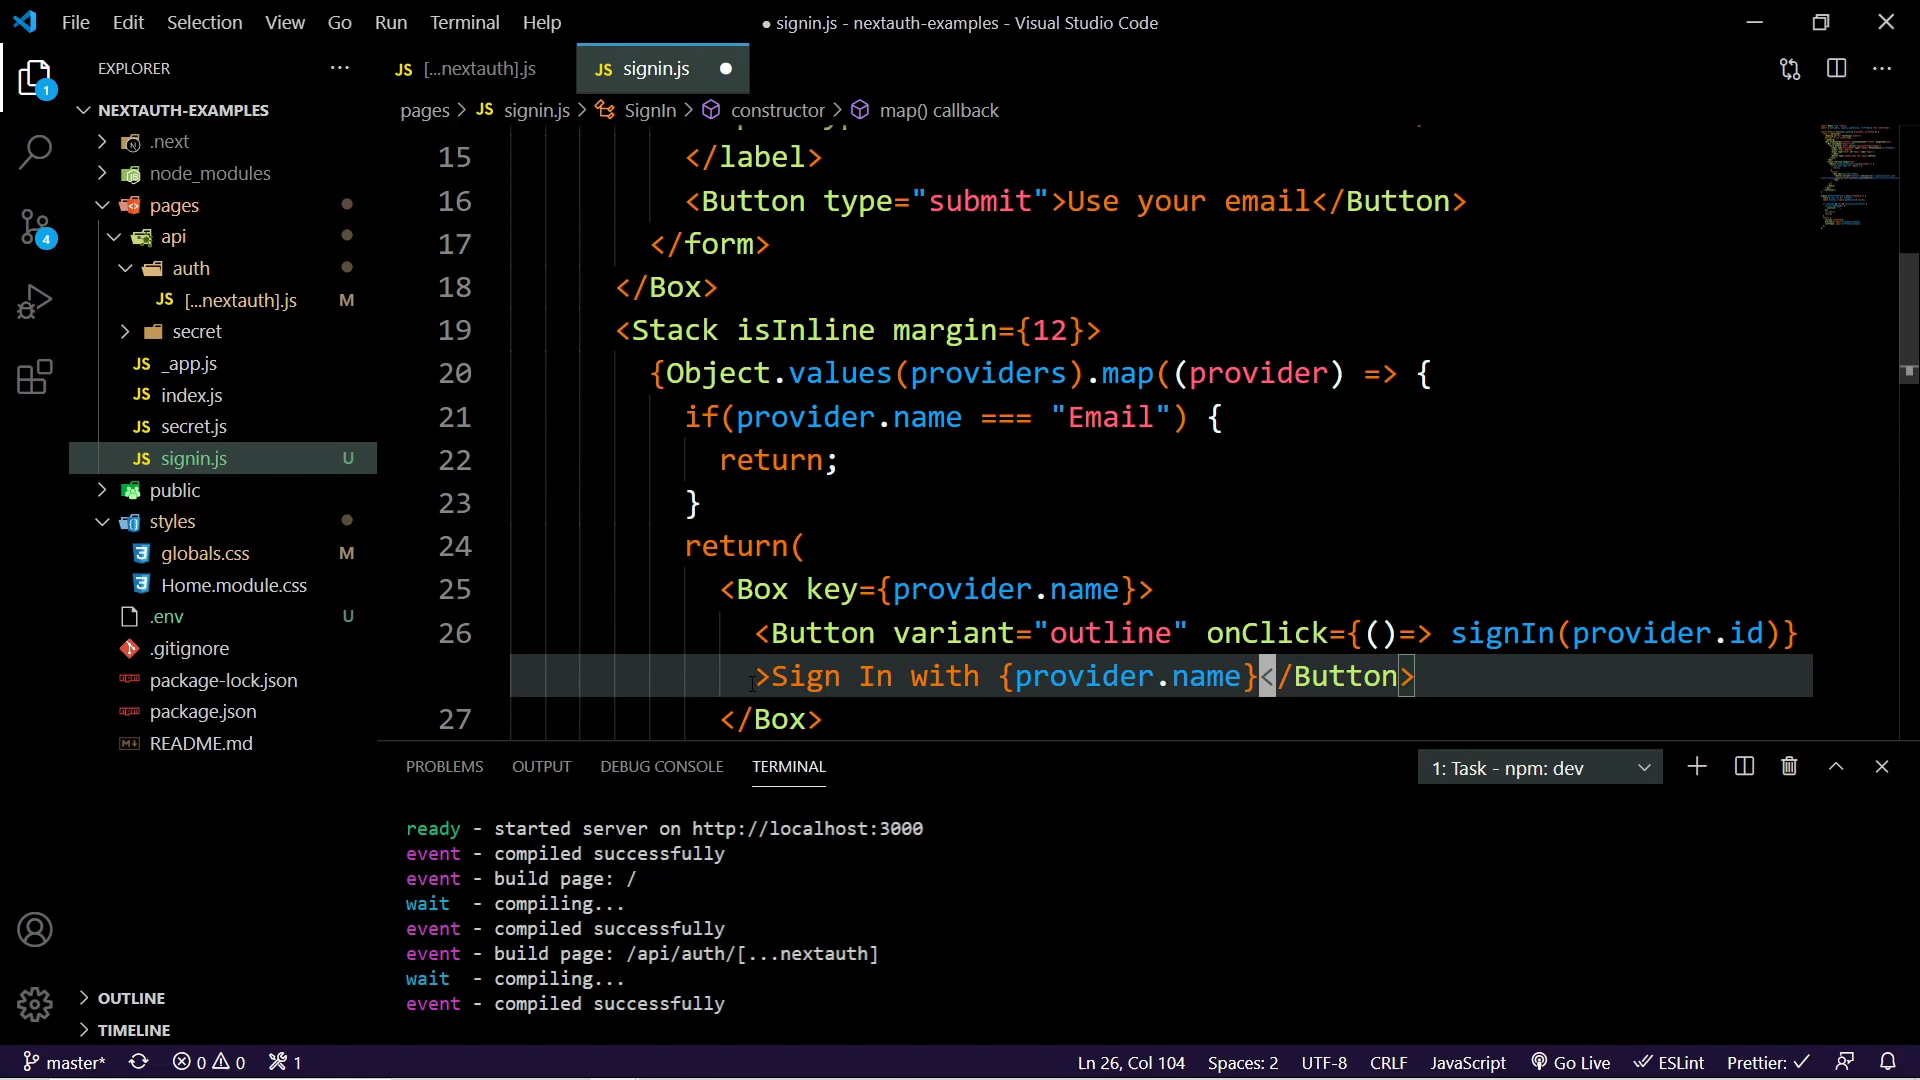 File Edit Selection View Go Run Terminal Help
● signin.js - nextauth-examples - Visual Studio Code
EXPLORER
JS [...nextauth].js
JS signin.js
NEXTAUTH-EXAMPLES
pages > JS signin.js > SignIn > constructor > map() callback
.next
node_modules
pages
api
auth
JS [...nextauth].js M
secret
JS _app.js
JS index.js
JS secret.js
JS signin.js U
public
styles
globals.css M
Home.module.css
.env U
.gitignore
package-lock.json
package.json
README.md
OUTLINE
TIMELINE
1
4
15 </label>
16 <Button type="submit">Use your email</Button>
17 </form>
18 </Box>
19 <Stack isInline margin={12}>
20 {Object.values(providers).map((provider) => {
21 if(provider.name === "Email") {
22 return;
23 }
24 return(
25 <Box key={provider.name}>
26 <Button variant="outline" onClick={()=> signIn(provider.id)}
>Sign In with {provider.name}</Button>
27 </Box>
PROBLEMS OUTPUT DEBUG CONSOLE TERMINAL
1: Task - npm: dev
ready - started server on http://localhost:3000
event - compiled successfully
event - build page: /
wait - compiling...
event - compiled successfully
event - build page: /api/auth/[...nextauth]
wait - compiling...
event - compiled successfully
master* 0 0 1
Ln 26, Col 104 Spaces: 2 UTF-8 CRLF JavaScript Go Live ESLint Prettier: ✓